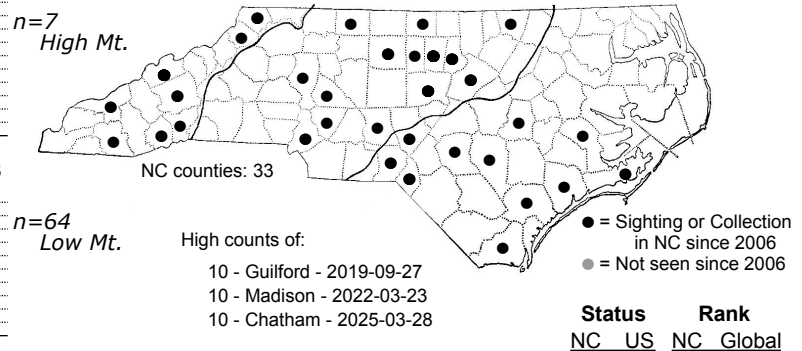 n=7
High Mt.
NC counties: 33
n=64
Low Mt.
High counts of:
10 - Guilford - 2019-09-27
10 - Madison - 2022-03-23
10 - Chatham - 2025-03-28
● = Sighting or Collection
in NC since 2006
● = Not seen since 2006
Status Rank
NC US NC Global